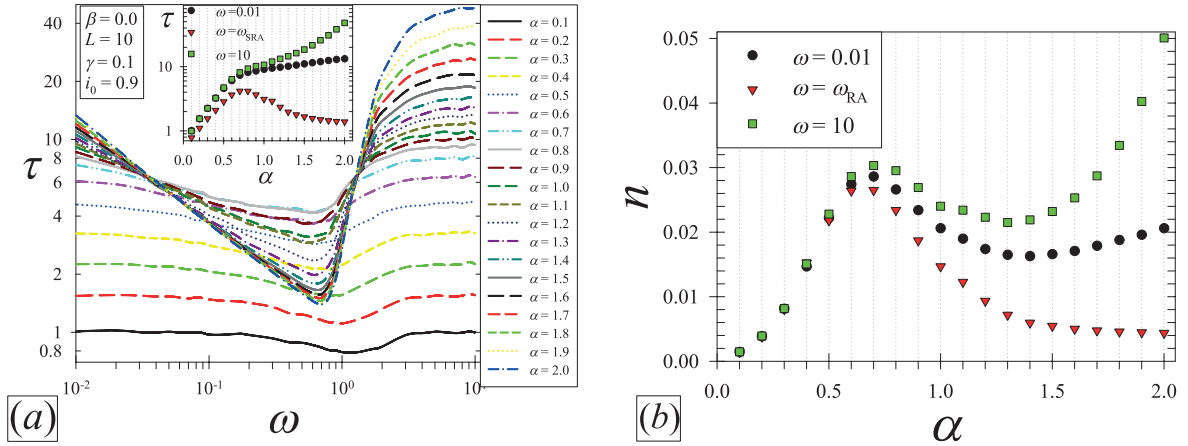 β = 0.0
L = 10
γ = 0.1
i₀ = 0.9
τ
40
20
10
8
6
4
2
1
0.8
10⁻²
10⁻¹
10⁰
10
ω
(a)
τ
10
1
0.0
0.5
1.0
1.5
2.0
α
ω = 0.01
ω = ω_SRA
ω = 10
α = 0.1
α = 0.2
α = 0.3
α = 0.4
α = 0.5
α = 0.6
α = 0.7
α = 0.8
α = 0.9
α = 1.0
α = 1.1
α = 1.2
α = 1.3
α = 1.4
α = 1.5
α = 1.6
α = 1.7
α = 1.8
α = 1.9
α = 2.0
n
0.05
0.04
0.03
0.02
0.01
0.00
0.0
0.5
1.0
1.5
2.0
α
ω = 0.01
ω = ω_RA
ω = 10
(b)